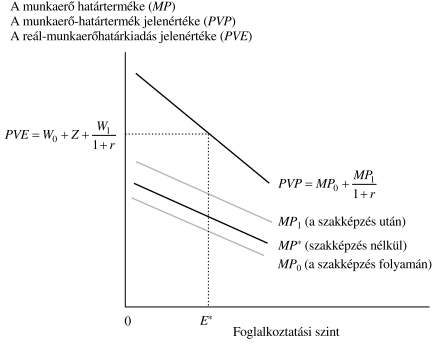 A munkaerő határterméke (MP)
A munkaerő-határtermék jelenértéke (PVP)
A reál-munkaerőhatárkiadás jelenértéke (PVE)
PVE = W₀ + Z + W₁/(1 + r)
PVP = MP₀ + MP₁/(1 + r)
MP₁ (a szakképzés után)
MP* (szakképzés nélkül)
MP₀ (a szakképzés folyamán)
0
E*
Foglalkoztatási szint